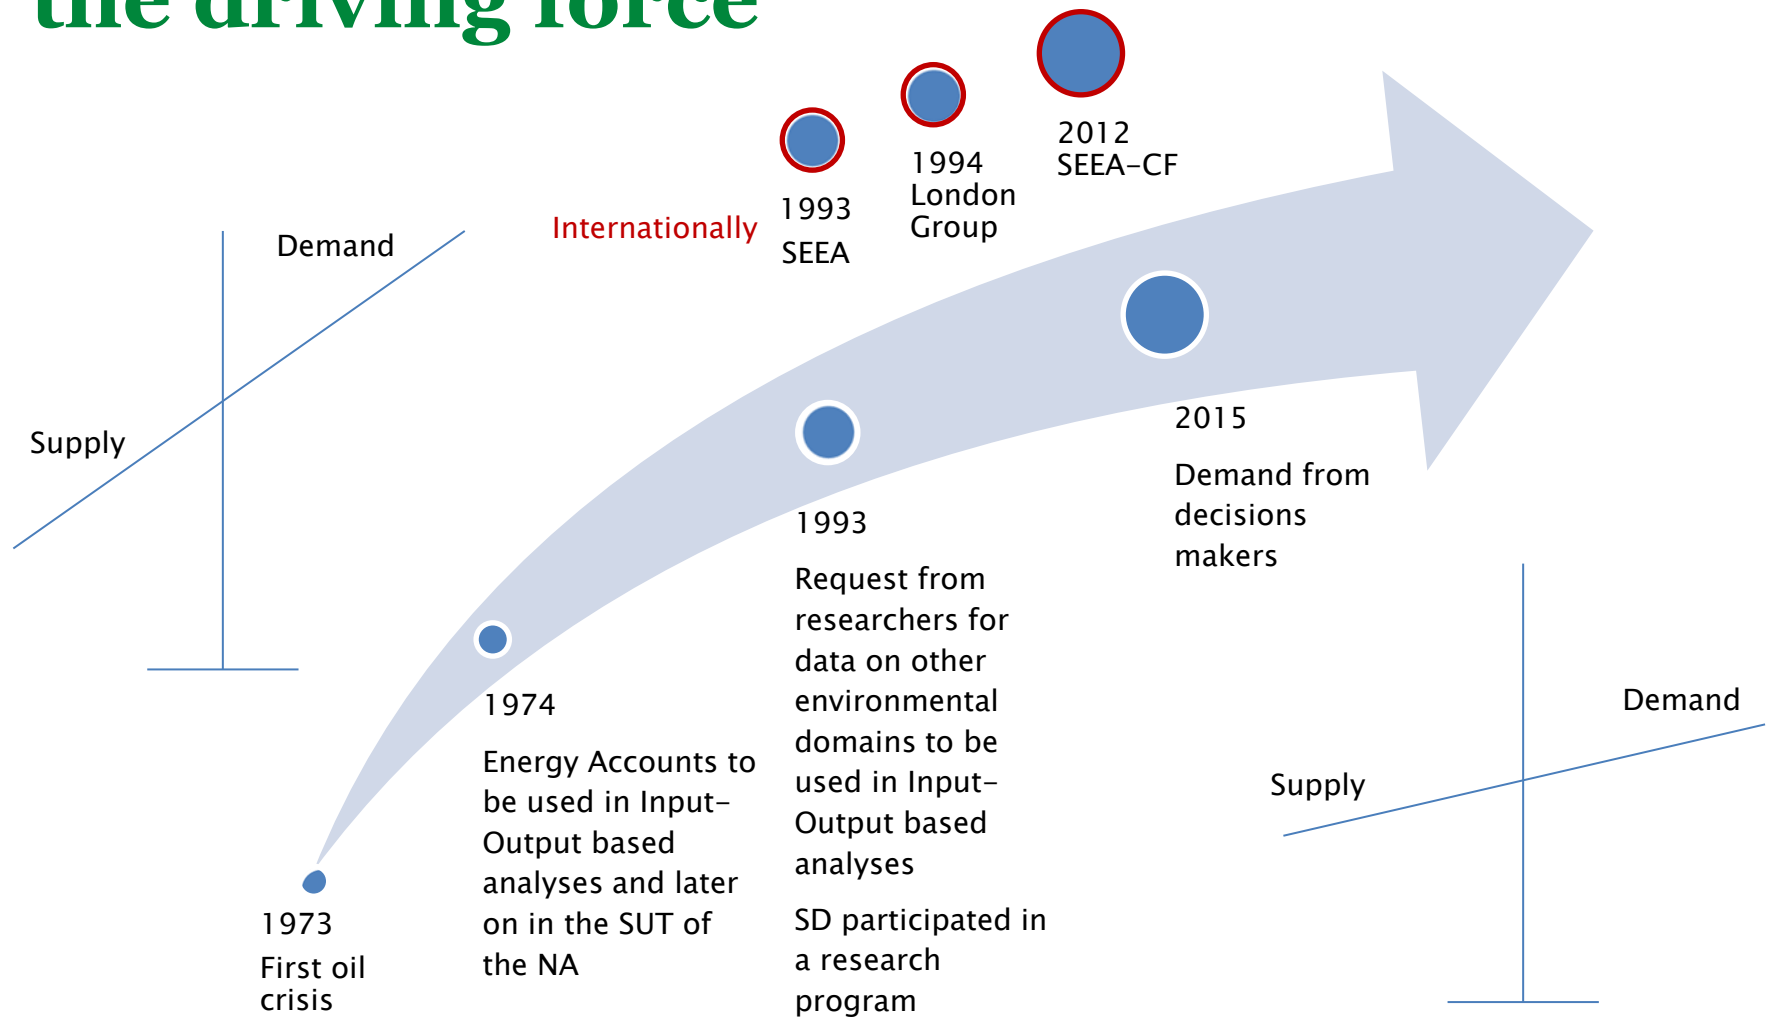 the driving force
2012
SEEA-CF
1994
London
Group
1993
SEEA
Internationally
Demand
Supply
2015
Demand from
decisions
makers
1993
Request from
researchers for
data on other
environmental
domains to be
used in Input-
Output based
analyses
SD participated in
a research
program
1974
Energy Accounts to
be used in Input-
Output based
analyses and later
on in the SUT of
the NA
1973
First oil
crisis
Demand
Supply